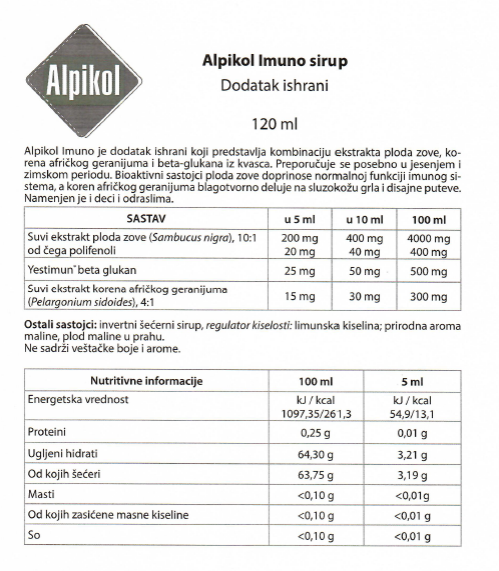 Alpikol
Alpikol Imuno sirup
Dodatak ishrani
120 ml
Alpikol Imuno je dodatak ishrani koji predstavlja kombinaciju ekstrakta ploda zove, ko-
rena afričkog geranijuma i beta-glukana iz kvasca. Preporučuje se posebno u jesenjem i
zimskom periodu. Bioaktivni sastojci ploda zove doprinose normalnoj funkciji imunog si-
stema, a koren afričkog geranijuma blagotvorno deluje na sluzokožu grla i disajne puteve.
Namenjen je i deci i odraslima.
SASTAV u 5 ml u 10 ml 100 ml
Suvi ekstrakt ploda zove (Sambucus nigra), 10:1 200 mg 400 mg 4000 mg
od čega polifenoli 20 mg 40 mg 400 mg
Yestimun® beta glukan 25 mg 50 mg 500 mg
Suvi ekstrakt korena afričkog geranijuma
(Pelargonium sidoides), 4:1 15 mg 30 mg 300 mg
Ostali sastojci: invertni šećerni sirup, regulator kiselosti: limunska kiselina; prirodna aroma
maline, plod maline u prahu.
Ne sadrži veštačke boje i arome.
Nutritivne informacije 100 ml 5 ml
Energetska vrednost kJ / kcal kJ / kcal
1097,35/261,3 54,9/13,1
Proteini 0,25 g 0,01 g
Ugljeni hidrati 64,30 g 3,21 g
Od kojih šećeri 63,75 g 3,19 g
Masti <0,10 g <0,01g
Od kojih zasićene masne kiseline <0,10 g <0,01 g
So <0,10 g <0,01 g